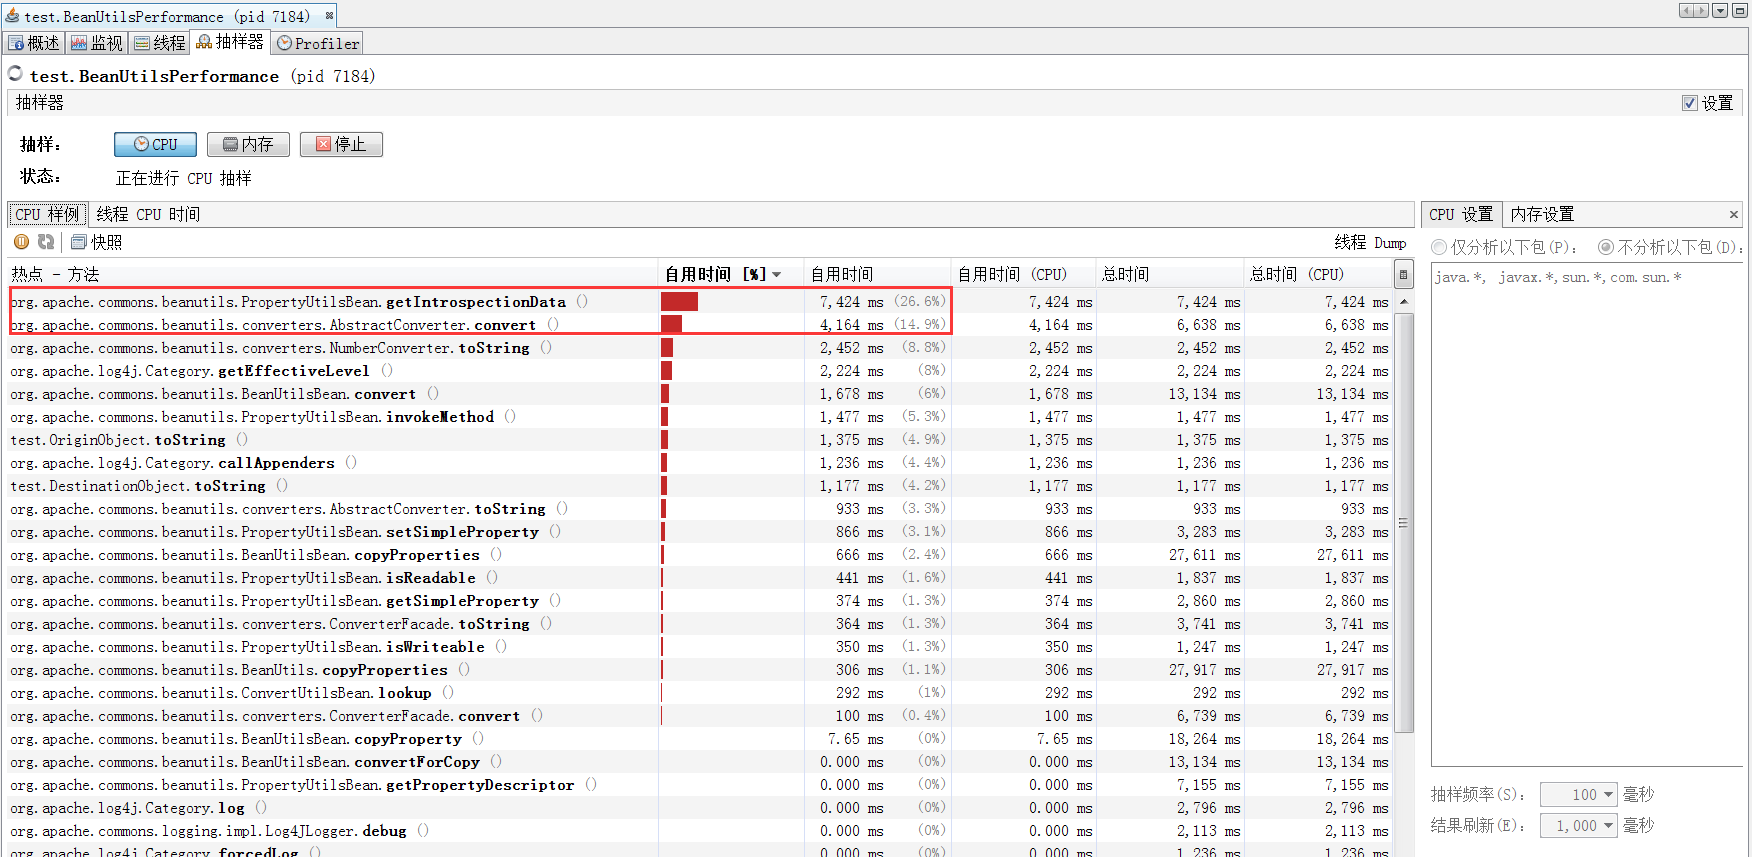 test.BeanUtilsPerformance (pid 7184)
概述 监视 线程 抽样器 Profiler
test.BeanUtilsPerformance (pid 7184)
抽样器 设置
抽样： CPU 内存 停止
状态： 正在进行 CPU 抽样
CPU 样例 线程 CPU 时间 CPU 设置 内存设置
快照 线程 Dump 仅分析以下包(P)： 不分析以下包(D)：
热点 - 方法 自用时间 [%] 自用时间 自用时间 (CPU) 总时间 总时间 (CPU) java.*, javax.*,sun.*,com.sun.*
org.apache.commons.beanutils.PropertyUtilsBean.getIntrospectionData () 7,424 ms (26.6%) 7,424 ms 7,424 ms 7,424 ms
org.apache.commons.beanutils.converters.AbstractConverter.convert () 4,164 ms (14.9%) 4,164 ms 6,638 ms 6,638 ms
org.apache.commons.beanutils.converters.NumberConverter.toString () 2,452 ms (8.8%) 2,452 ms 2,452 ms 2,452 ms
org.apache.log4j.Category.getEffectiveLevel () 2,224 ms (8%) 2,224 ms 2,224 ms 2,224 ms
org.apache.commons.beanutils.BeanUtilsBean.convert () 1,678 ms (6%) 1,678 ms 13,134 ms 13,134 ms
org.apache.commons.beanutils.PropertyUtilsBean.invokeMethod () 1,477 ms (5.3%) 1,477 ms 1,477 ms 1,477 ms
test.OriginObject.toString () 1,375 ms (4.9%) 1,375 ms 1,375 ms 1,375 ms
org.apache.log4j.Category.callAppenders () 1,236 ms (4.4%) 1,236 ms 1,236 ms 1,236 ms
test.DestinationObject.toString () 1,177 ms (4.2%) 1,177 ms 1,177 ms 1,177 ms
org.apache.commons.beanutils.converters.AbstractConverter.toString () 933 ms (3.3%) 933 ms 933 ms 933 ms
org.apache.commons.beanutils.PropertyUtilsBean.setSimpleProperty () 866 ms (3.1%) 866 ms 3,283 ms 3,283 ms
org.apache.commons.beanutils.BeanUtilsBean.copyProperties () 666 ms (2.4%) 666 ms 27,611 ms 27,611 ms
org.apache.commons.beanutils.PropertyUtilsBean.isReadable () 441 ms (1.6%) 441 ms 1,837 ms 1,837 ms
org.apache.commons.beanutils.PropertyUtilsBean.getSimpleProperty () 374 ms (1.3%) 374 ms 2,860 ms 2,860 ms
org.apache.commons.beanutils.converters.ConverterFacade.toString () 364 ms (1.3%) 364 ms 3,741 ms 3,741 ms
org.apache.commons.beanutils.PropertyUtilsBean.isWriteable () 350 ms (1.3%) 350 ms 1,247 ms 1,247 ms
org.apache.commons.beanutils.BeanUtils.copyProperties () 306 ms (1.1%) 306 ms 27,917 ms 27,917 ms
org.apache.commons.beanutils.ConvertUtilsBean.lookup () 292 ms (1%) 292 ms 292 ms 292 ms
org.apache.commons.beanutils.converters.ConverterFacade.convert () 100 ms (0.4%) 100 ms 6,739 ms 6,739 ms
org.apache.commons.beanutils.BeanUtilsBean.copyProperty () 7.65 ms (0%) 7.65 ms 18,264 ms 18,264 ms
org.apache.commons.beanutils.BeanUtilsBean.convertForCopy () 0.000 ms (0%) 0.000 ms 13,134 ms 13,134 ms
org.apache.commons.beanutils.PropertyUtilsBean.getPropertyDescriptor () 0.000 ms (0%) 0.000 ms 7,155 ms 7,155 ms
org.apache.log4j.Category.log () 0.000 ms (0%) 0.000 ms 2,796 ms 2,796 ms 抽样频率(S)： 100 毫秒
org.apache.commons.logging.impl.Log4JLogger.debug () 0.000 ms (0%) 0.000 ms 2,113 ms 2,113 ms 结果刷新(E)： 1,000 毫秒
org.apache.log4j.Category.forcedLog () 0.000 ms (0%) 0.000 ms 1,236 ms 1,236 ms